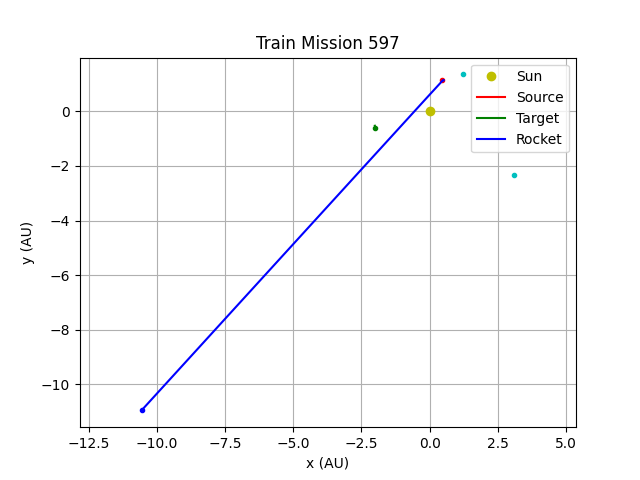 Train Mission 597
Sun
Source
Target
Rocket
0
−2
−4
−6
−8
−10
y (AU)
−12.5 −10.0 −7.5 −5.0 −2.5 0.0 2.5 5.0
x (AU)